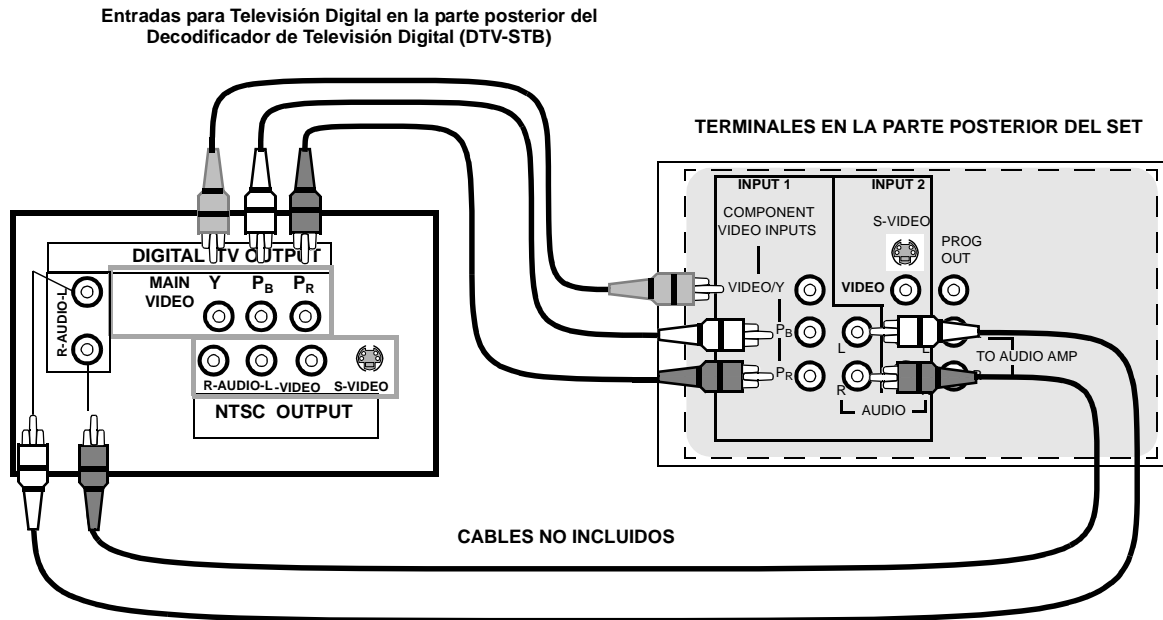 Entradas para Televisión Digital en la parte posterior del
Decodificador de Televisión Digital (DTV-STB)
TERMINALES EN LA PARTE POSTERIOR DEL SET
DIGITAL TV OUTPUT
MAIN
VIDEO
Y
PB
PR
R-AUDIO-L
R-AUDIO-L
-VIDEO
S-VIDEO
NTSC OUTPUT
INPUT 1
INPUT 2
COMPONENT
VIDEO INPUTS
S-VIDEO
PROG
OUT
VIDEO/Y
VIDEO
PB
L
L
TO AUDIO AMP
PR
R
R
AUDIO
CABLES NO INCLUIDOS